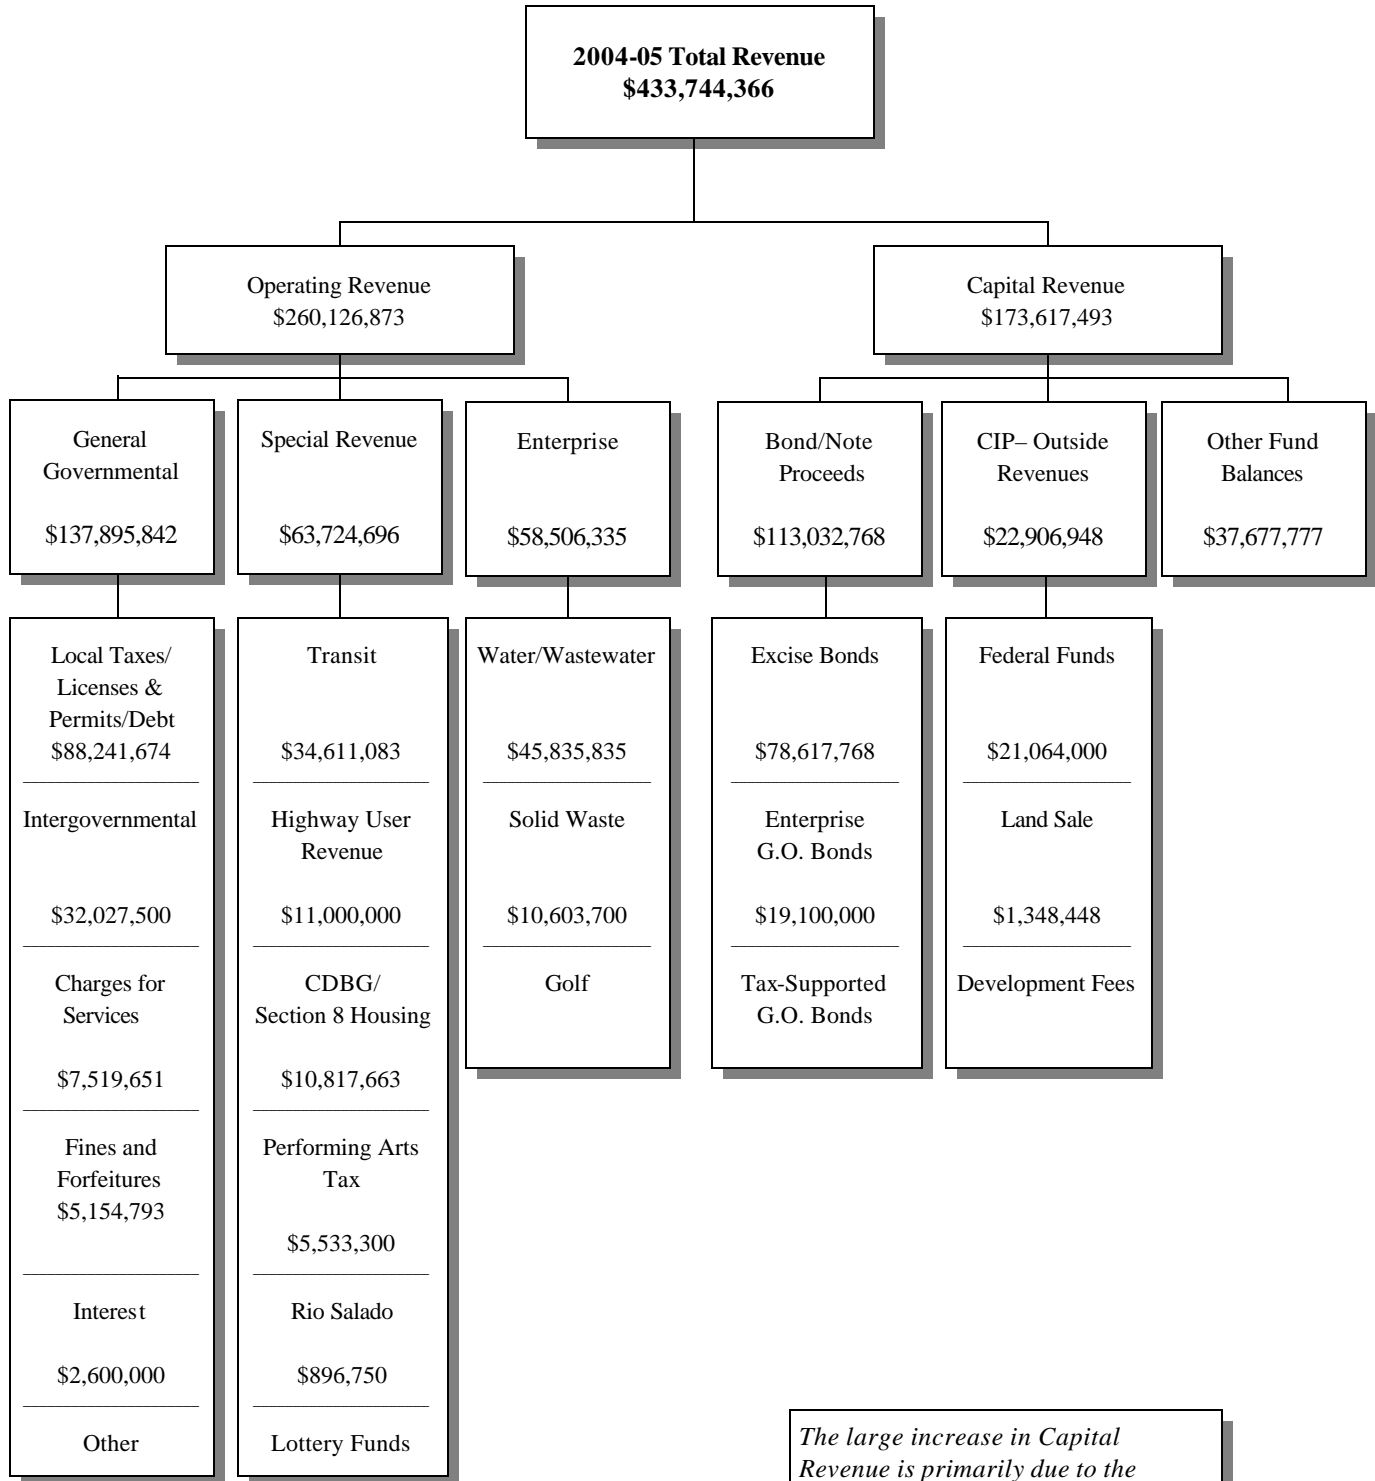 2004-05 Total Revenue
$433,744,366
Operating Revenue
$260,126,873
Capital Revenue
$173,617,493
General
Governmental
$137,895,842
Special Revenue
$63,724,696
Enterprise
$58,506,335
Bond/Note
Proceeds
$113,032,768
CIP– Outside
Revenues
$22,906,948
Other Fund
Balances
$37,677,777
Local Taxes/
Licenses &
Permits/Debt
$88,241,674
Intergovernmental
$32,027,500
Charges for
Services
$7,519,651
Fines and
Forfeitures
$5,154,793
Interest
$2,600,000
Other
Transit
$34,611,083
Highway User
Revenue
$11,000,000
CDBG/
Section 8 Housing
$10,817,663
Performing Arts
Tax
$5,533,300
Rio Salado
$896,750
Lottery Funds
Water/Wastewater
$45,835,835
Solid Waste
$10,603,700
Golf
Excise Bonds
$78,617,768
Enterprise
G.O. Bonds
$19,100,000
Tax-Supported
G.O. Bonds
Federal Funds
$21,064,000
Land Sale
$1,348,448
Development Fees
The large increase in Capital
Revenue is primarily due to the